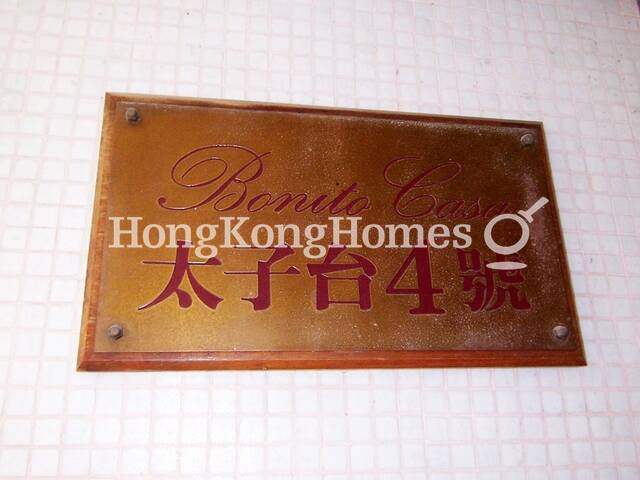 Bonito Casa
HongKongHomes
太子台4號